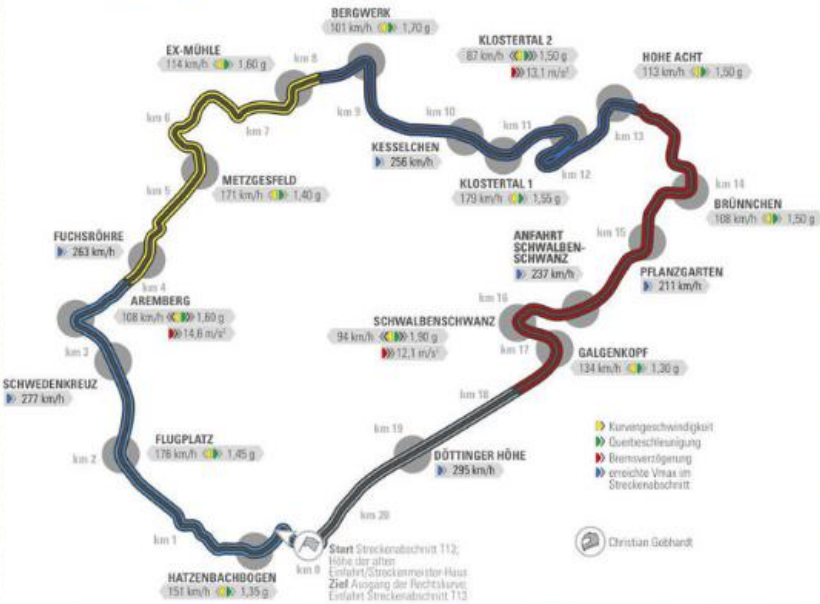 BERGWERK
101 km/h 1,70 g
EX-MÜHLE
114 km/h 1,60 g
km 8
KLOSTERTAL 2
87 km/h 1,50 g
13,1 m/s²
HOHE ACHT
113 km/h 1,50 g
km 6
km 7
km 9
km 10
km 11
km 13
KESSELCHEN
256 km/h
km 12
METZGESFELD
171 km/h 1,40 g
km 5
KLOSTERTAL 1
179 km/h 1,55 g
km 14
BRÜNNCHEN
108 km/h 1,50 g
FUCHSRÖHRE
263 km/h
km 4
ANFAHRT
SCHWALBEN-
SCHWANZ
237 km/h
km 15
PFLANZGARTEN
211 km/h
AREMBERG
108 km/h 1,60 g
14,6 m/s²
km 16
SCHWALBENSCHWANZ
94 km/h 1,90 g
12,1 m/s²
km 17
GALGENKOPF
134 km/h 1,30 g
km 3
SCHWEDENKREUZ
277 km/h
km 18
km 19
FLUGPLATZ
176 km/h 1,45 g
km 2
DÖTTINGER HÖHE
295 km/h
Kurvengeschwindigkeit
Querbeschleunigung
Bremsverzögerung
erreichte Vmax im
Streckenabschnitt
km 20
km 1
km 0
Christian Gebhardt
HATZENBACHBOGEN
151 km/h 1,35 g
Start Streckenabschnitt T13;
Höhe der alten
Einfahrt/Streckenmeister-Haus
Ziel Ausgang der Rechtskurve;
Einfahrt Streckenabschnitt T13